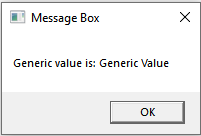 Message Box
Generic value is: Generic Value
OK